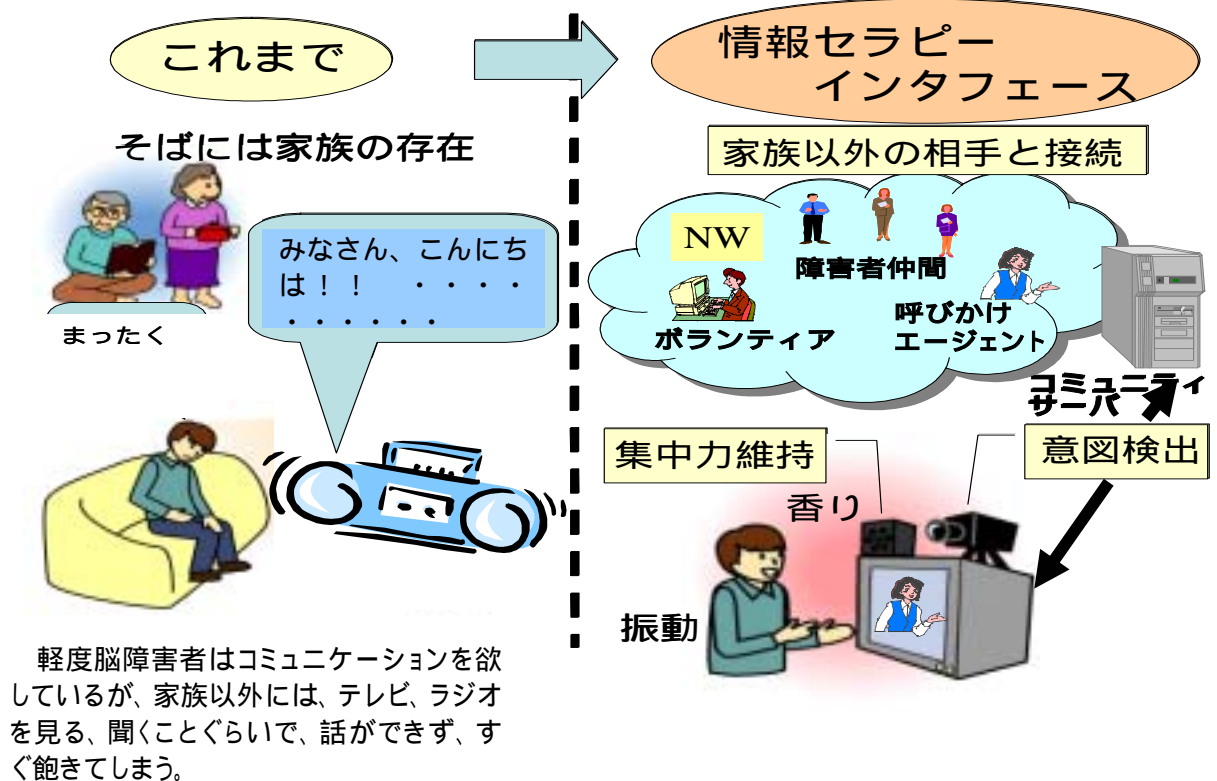 これまで
そばには家族の存在
まったく
みなさん、こんにち
は！！　・・・・
・・・・・・
軽度脳障害者はコミュニケーションを欲
しているが、家族以外には、テレビ、ラジオ
を見る、聞くことぐらいで、話ができず、す
ぐ飽きてしまう。
情報セラピー
インタフェース
家族以外の相手と接続
NW
障害者仲間
ボランティア
呼びかけ
エージェント
コミュニティ
サーバ
集中力維持
意図検出
香り
振動